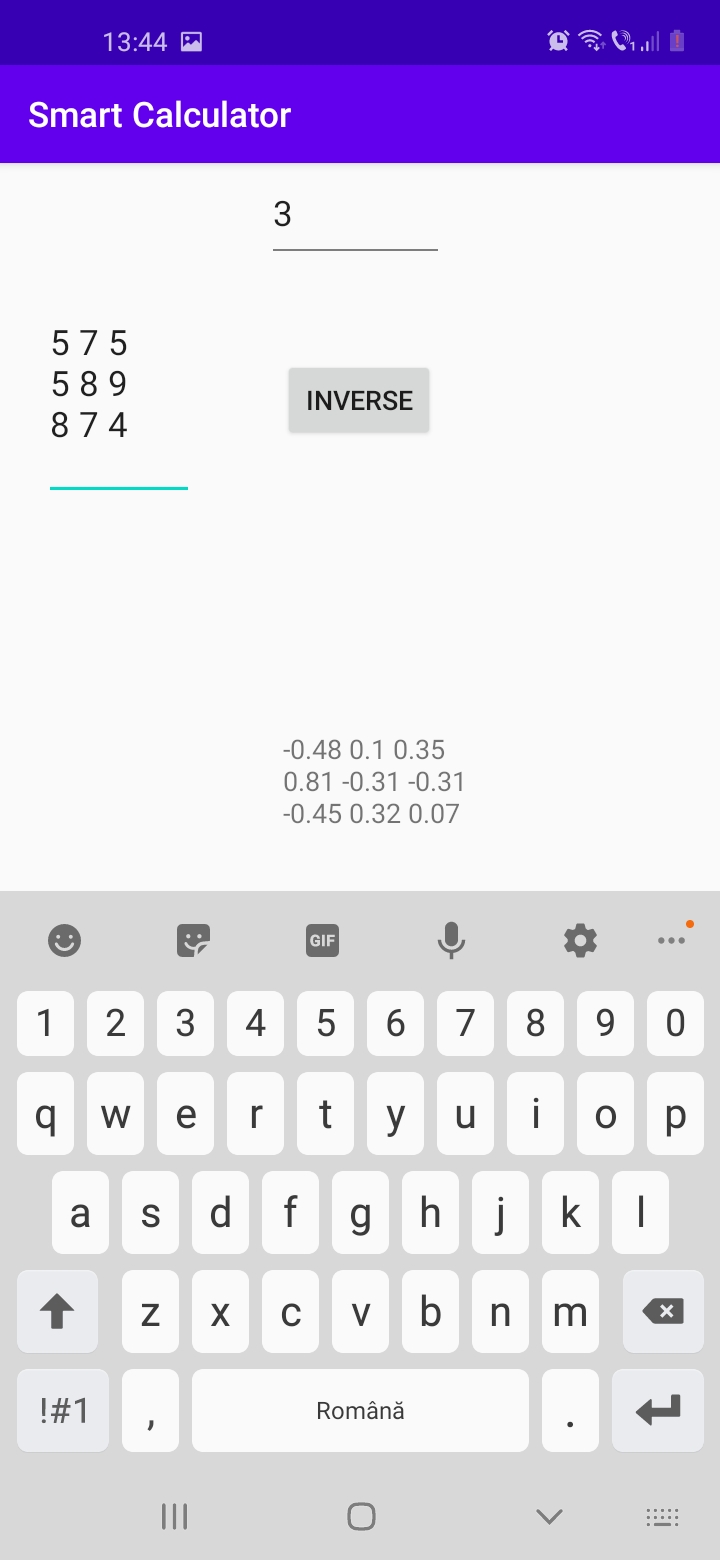 13:44
Smart Calculator
3
5 7 5
5 8 9
8 7 4
INVERSE
-0.48 0.1 0.35
0.81 -0.31 -0.31
-0.45 0.32 0.07
GIF
1 2 3 4 5 6 7 8 9 0
q w e r t y u i o p
a s d f g h j k l
z x c v b n m
!#1 , Română .